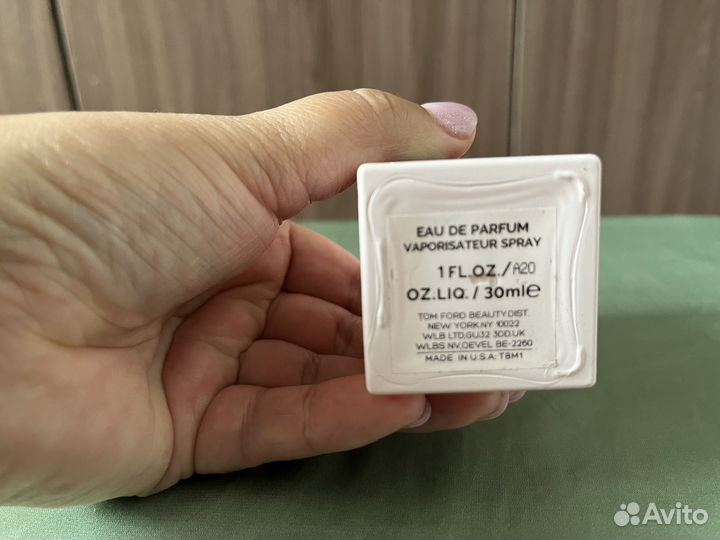 EAU DE PARFUM
VAPORISATEUR SPRAY
1 FL.OZ./A20
OZ.LIQ. / 30ml℮
TOM FORD BEAUTY.DIST.
NEW YORK.NY 10022
WLB LTD,GU32 3DD.UK
WLBS NV.OEVEL BE-2260
MADE IN U.S.A. T8M1
Avito